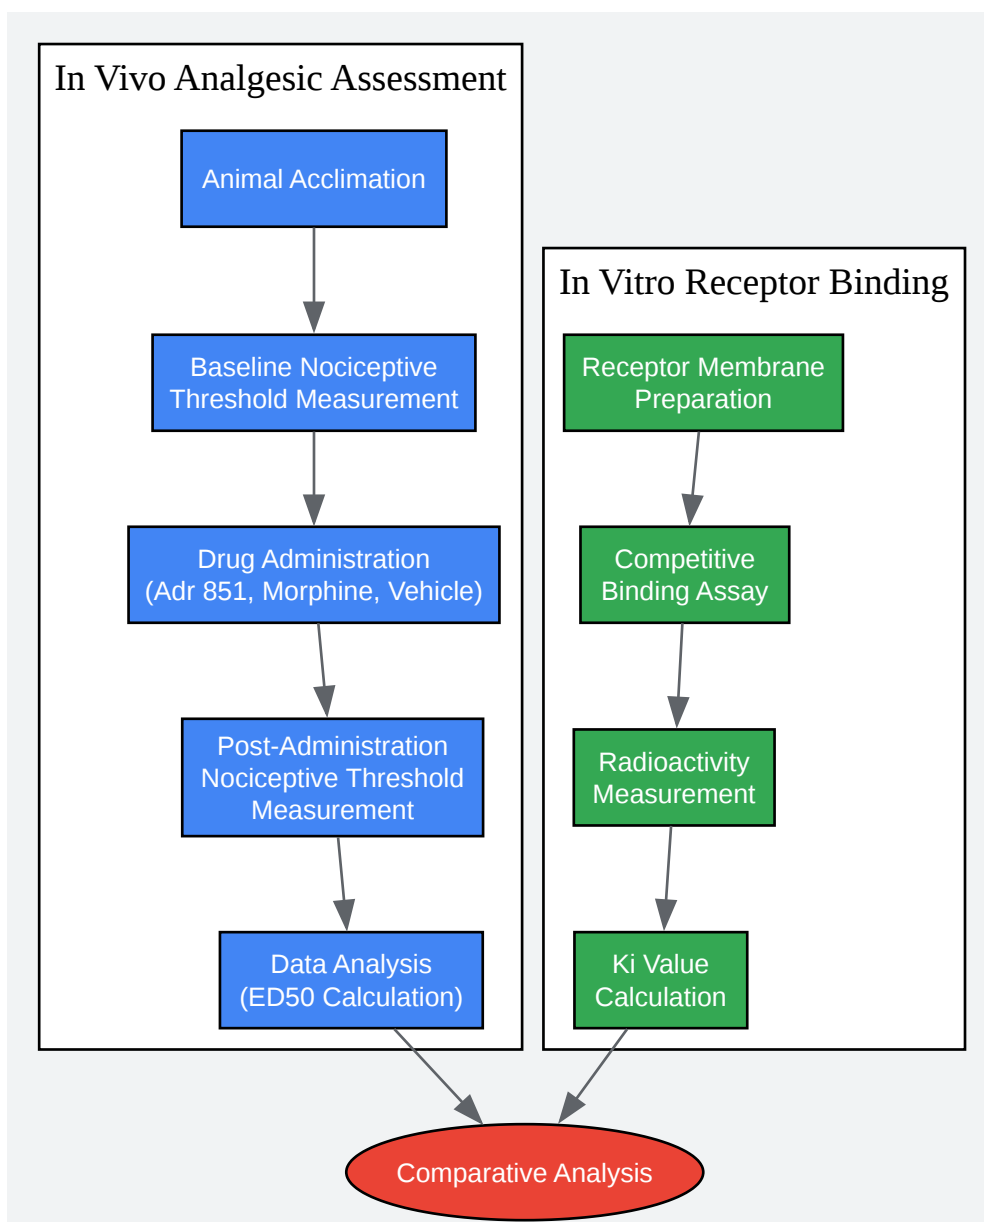 In Vivo Analgesic Assessment
Animal Acclimation
Baseline Nociceptive
Threshold Measurement
Drug Administration
(Adr 851, Morphine, Vehicle)
Post-Administration
Nociceptive Threshold
Measurement
Data Analysis
(ED50 Calculation)
In Vitro Receptor Binding
Receptor Membrane
Preparation
Competitive
Binding Assay
Radioactivity
Measurement
Ki Value
Calculation
Comparative Analysis